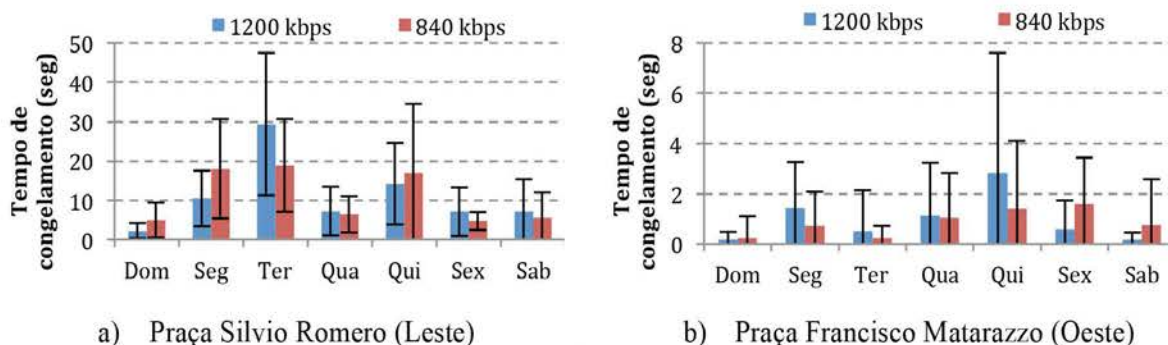 1200 kbps 840 kbps
Tempo de congelamento (seg)
50
40
30
20
10
0
Dom Seg Ter Qua Qui Sex Sab
a) Praça Silvio Romero (Leste)
1200 kbps 840 kbps
Tempo de congelamento (seg)
8
6
4
2
0
Dom Seg Ter Qua Qui Sex Sab
b) Praça Francisco Matarazzo (Oeste)